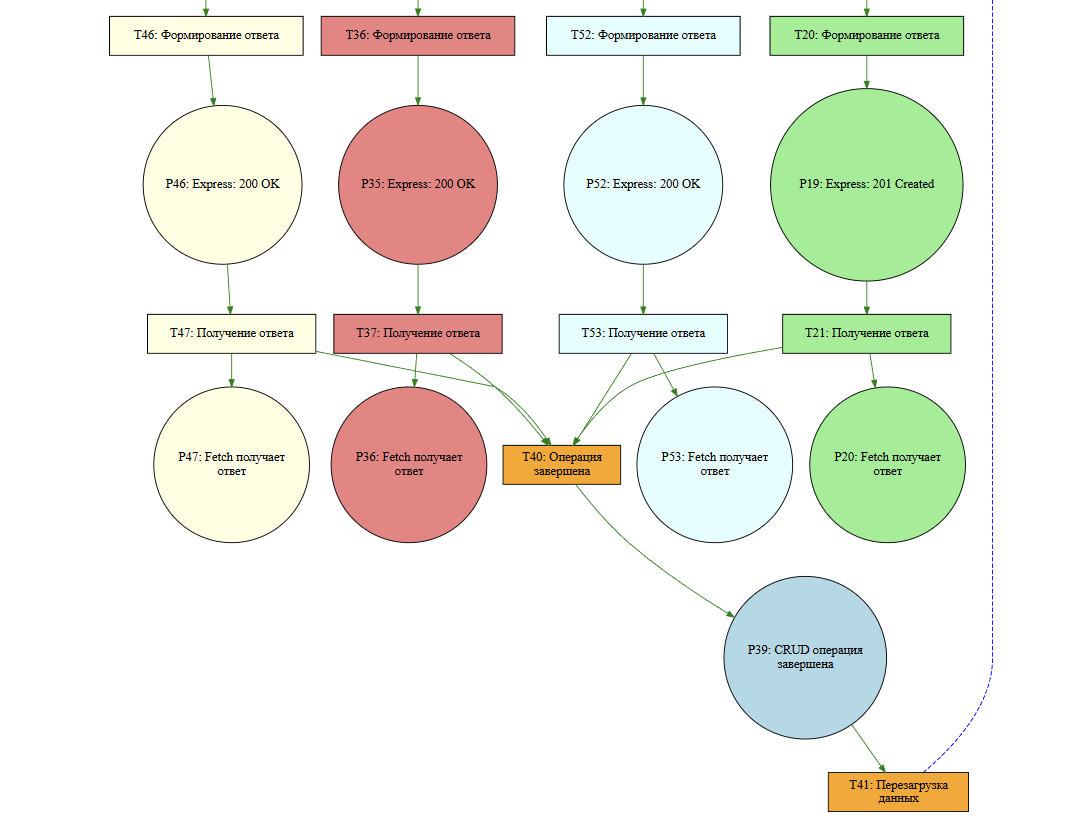 T46: Формирование ответа
T36: Формирование ответа
T52: Формирование ответа
T20: Формирование ответа
P46: Express: 200 OK
P35: Express: 200 OK
P52: Express: 200 OK
P19: Express: 201 Created
T47: Получение ответа
T37: Получение ответа
T53: Получение ответа
T21: Получение ответа
P47: Fetch получает
ответ
P36: Fetch получает
ответ
T40: Операция
завершена
P53: Fetch получает
ответ
P20: Fetch получает
ответ
P39: CRUD операция
завершена
T41: Перезагрузка
данных